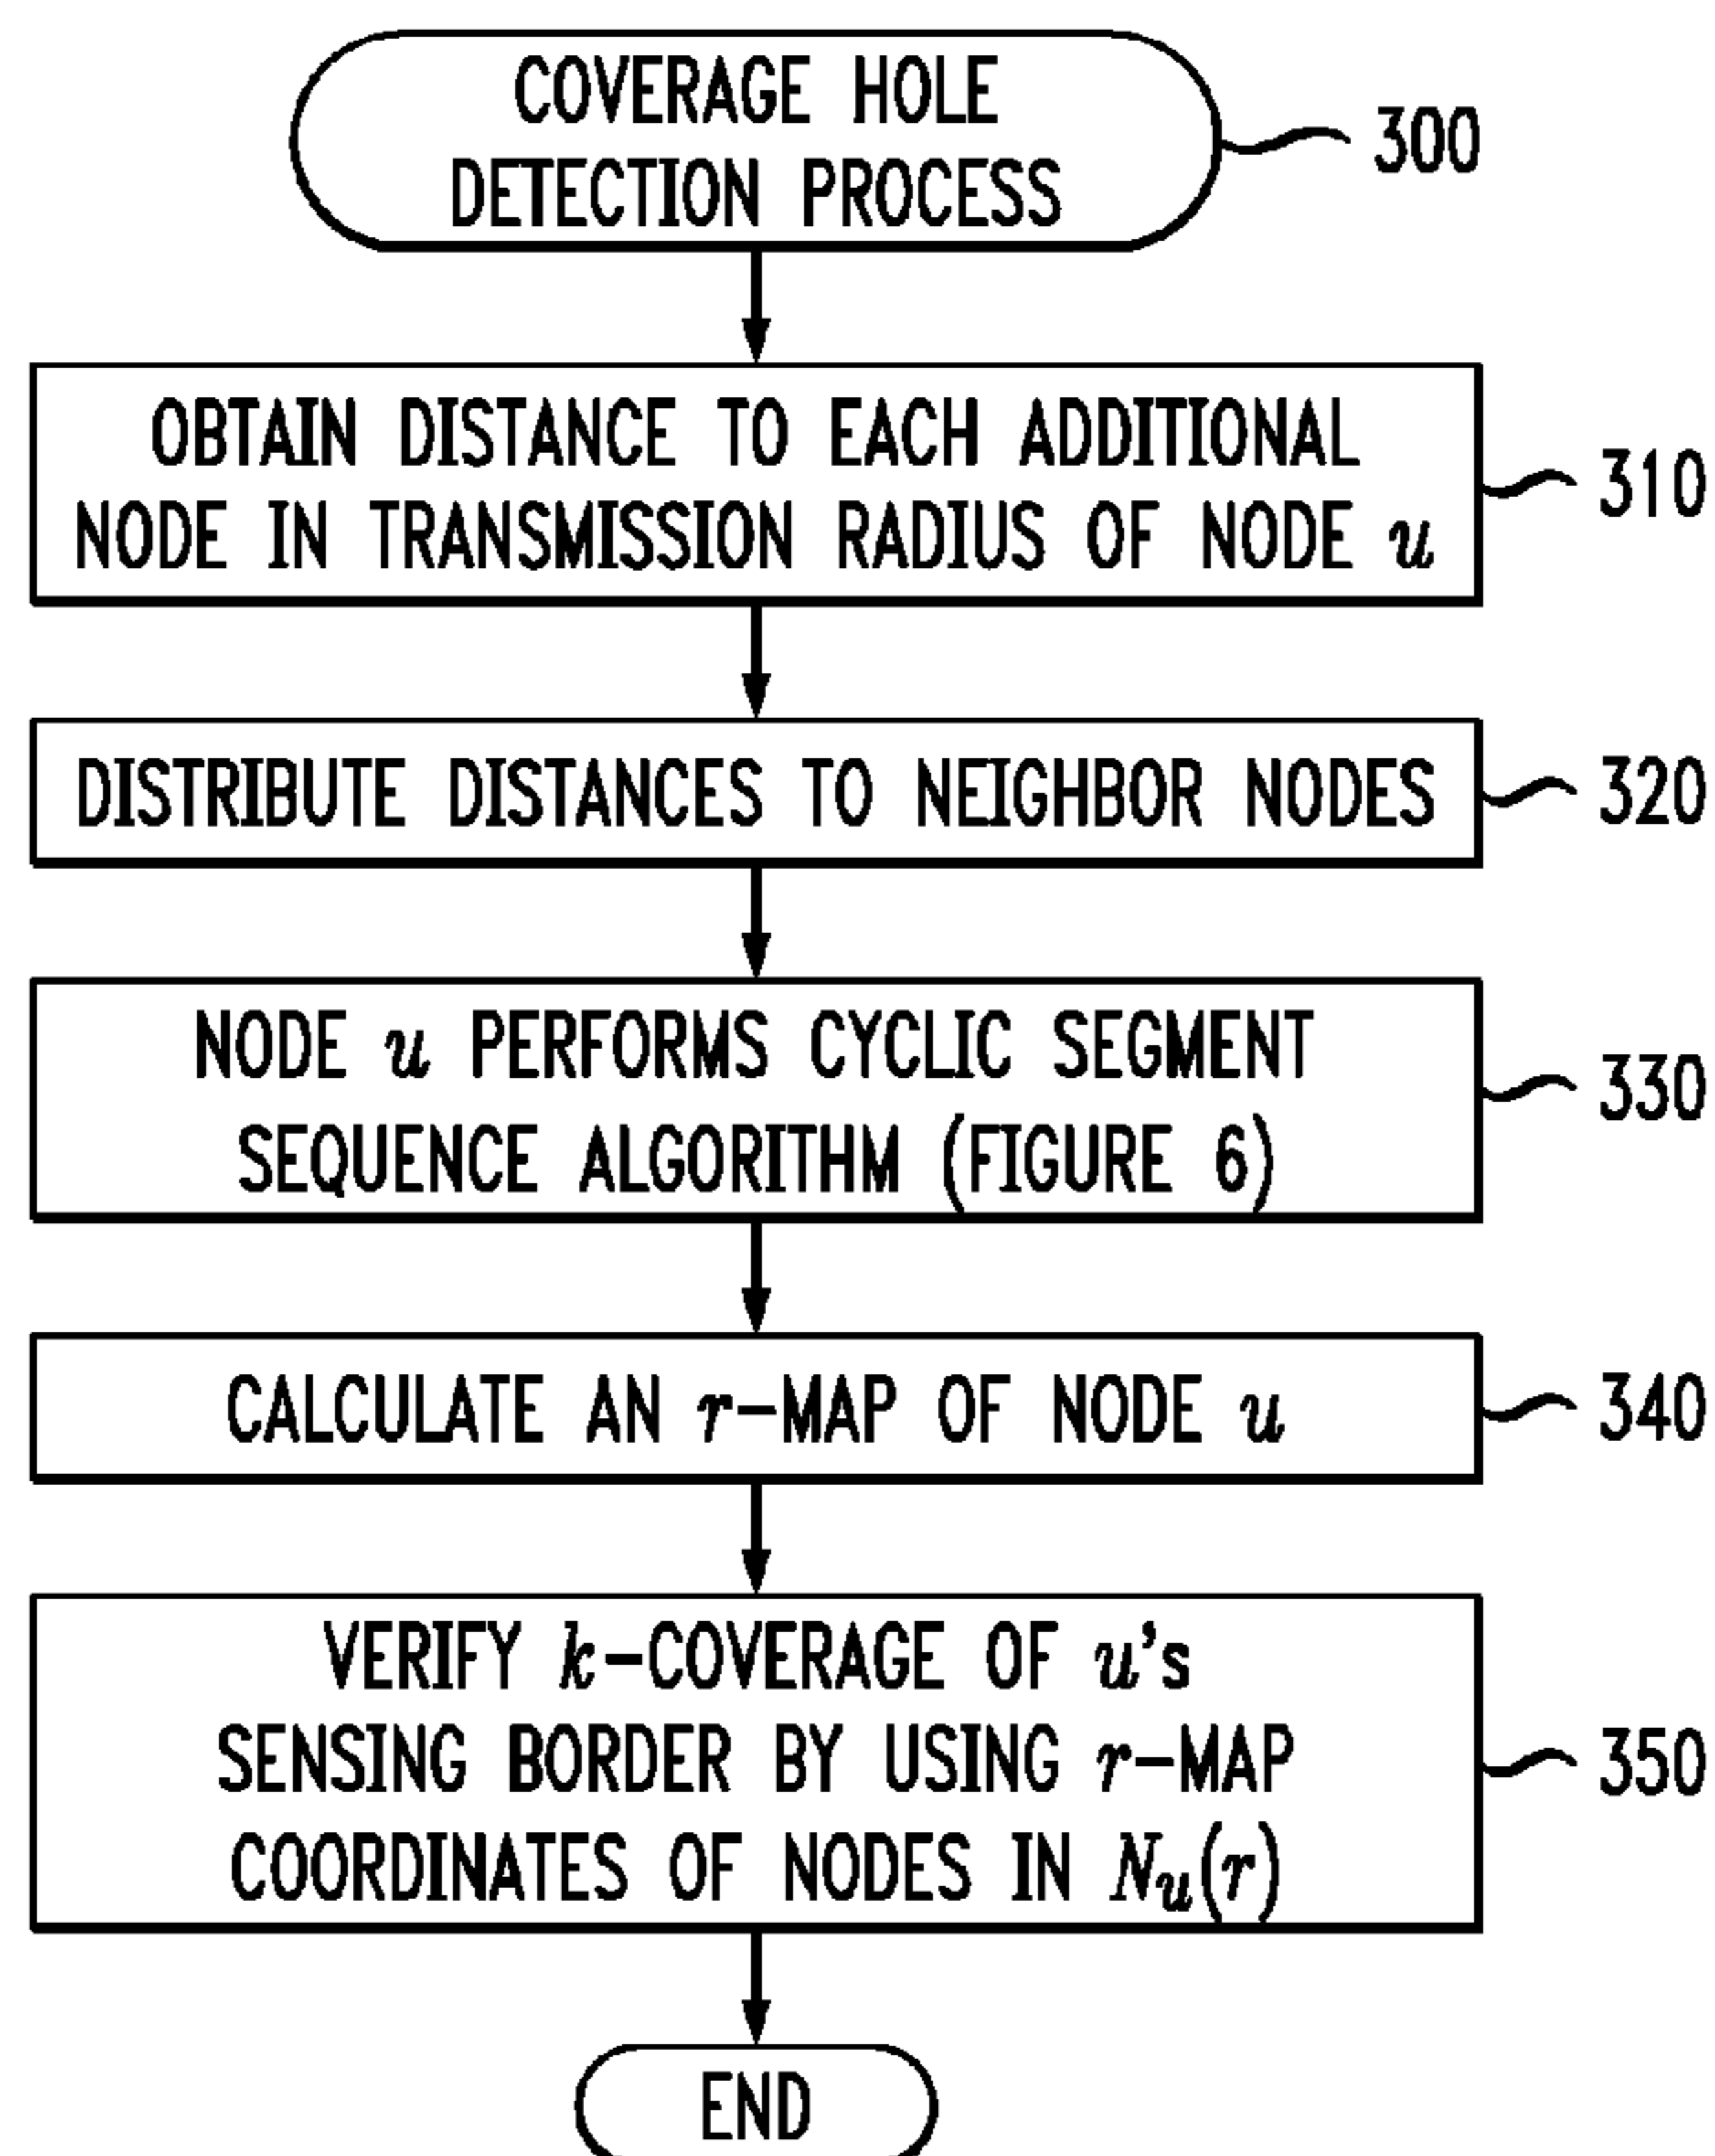 COVERAGE HOLE
DETECTION PROCESS
300
OBTAIN DISTANCE TO EACH ADDITIONAL
NODE IN TRANSMISSION RADIUS OF NODE u
310
DISTRIBUTE DISTANCES TO NEIGHBOR NODES
320
NODE u PERFORMS CYCLIC SEGMENT
SEQUENCE ALGORITHM (FIGURE 6)
330
CALCULATE AN r-MAP OF NODE u
340
VERIFY k-COVERAGE OF u's
SENSING BORDER BY USING r-MAP
COORDINATES OF NODES IN Nu(r)
350
END